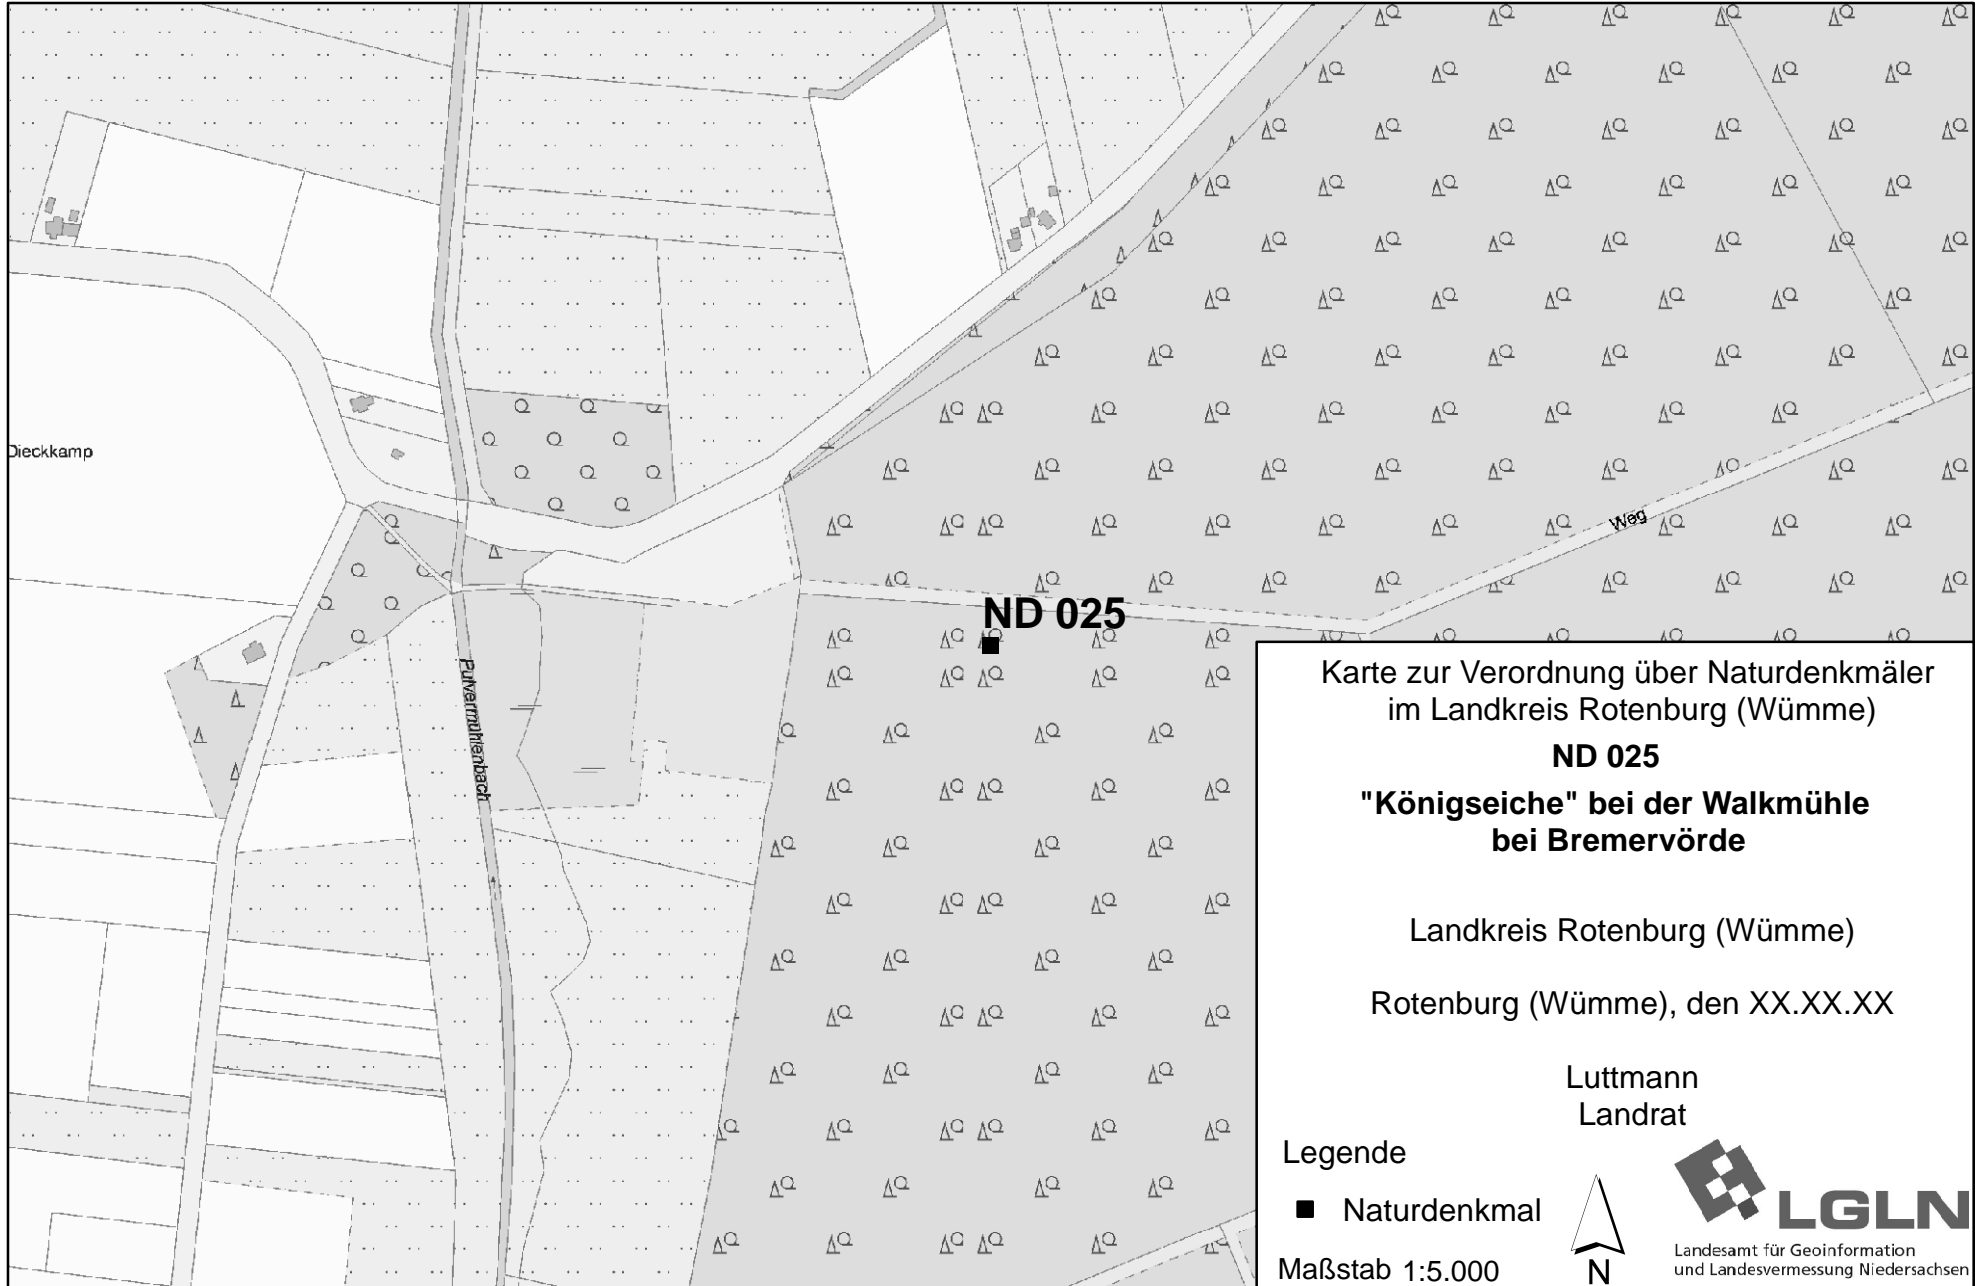 Dieckkamp
Weg
ND 025
Pulvermühlenbach
Karte zur Verordnung über Naturdenkmäler
im Landkreis Rotenburg (Wümme)
ND 025
"Königseiche" bei der Walkmühle
bei Bremervörde
Landkreis Rotenburg (Wümme)
Rotenburg (Wümme), den XX.XX.XX
Luttmann
Landrat
Legende
Naturdenkmal
Maßstab 1:5.000
N
LGLN
Landesamt für Geoinformation
und Landesvermessung Niedersachsen